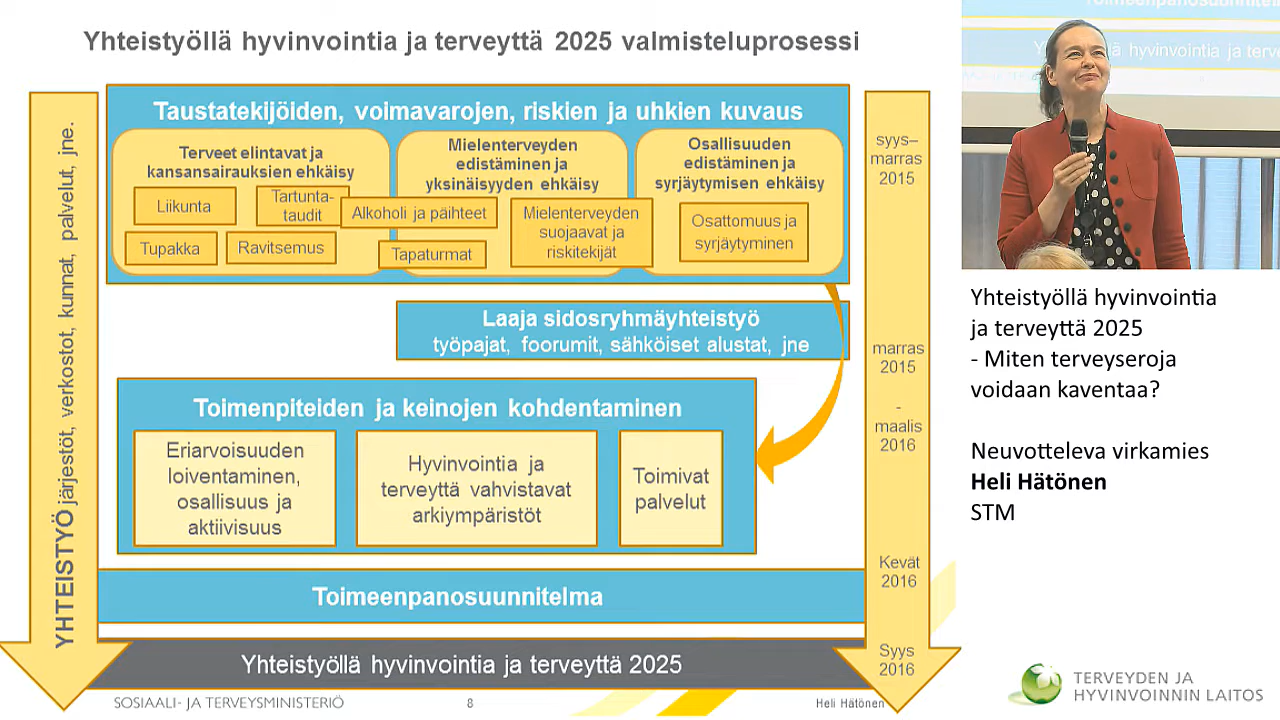 Yhteistyöllä hyvinvointia ja terveyttä 2025 valmisteluprosessi
YHTEISTYÖ järjestöt, verkostot, kunnat, palvelut, jne.
Taustatekijöiden, voimavarojen, riskien ja uhkien kuvaus
Terveet elintavat ja
kansansairauksien ehkäisy
Liikunta
Tartunta-
taudit
Tupakka
Ravitsemus
Alkoholi ja päihteet
Tapaturmat
Mielenterveyden
edistäminen ja
yksinäisyyden ehkäisy
Mielenterveyden
suojaavat ja
riskitekijät
Osallisuuden
edistäminen ja
syrjäytymisen ehkäisy
Osattomuus ja
syrjäytyminen
Laaja sidosryhmäyhteistyö
työpajat, foorumit, sähköiset alustat, jne
Toimenpiteiden ja keinojen kohdentaminen
Eriarvoisuuden
loiventaminen,
osallisuus ja
aktiivisuus
Hyvinvointia ja
terveyttä vahvistavat
arkiympäristöt
Toimivat
palvelut
Toimeenpanosuunnitelma
Yhteistyöllä hyvinvointia ja terveyttä 2025
syys–
marras
2015
marras
2015
-
maalis
2016
Kevät
2016
Syys
2016
SOSIAALI- JA TERVEYSMINISTERIÖ
8
Heli Hätönen
Yhteistyöllä hyvinvointia
ja terveyttä 2025
- Miten terveyseroja
voidaan kaventaa?
Neuvotteleva virkamies
Heli Hätönen
STM
TERVEYDEN JA
HYVINVOINNIN LAITOS